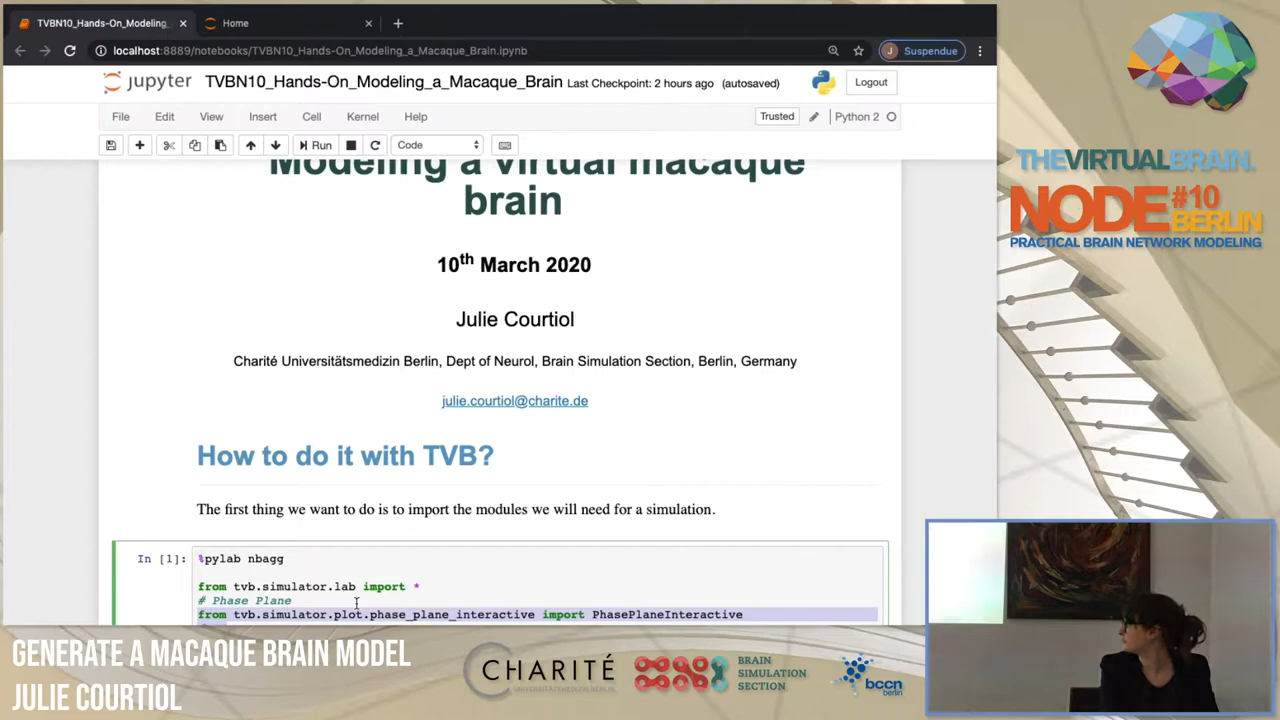 TVBN10_Hands-On_Modeling_
Home
localhost:8889/notebooks/TVBN10_Hands-On_Modeling_a_Macaque_Brain.ipynb
J Suspendue
jupyter TVBN10_Hands-On_Modeling_a_Macaque_Brain Last Checkpoint: 2 hours ago (autosaved)
Logout
File Edit View Insert Cell Kernel Help
Trusted
Python 2
Run
Code
Modeling a virtual macaque
brain
10th March 2020
Julie Courtiol
Charité Universitätsmedizin Berlin, Dept of Neurol, Brain Simulation Section, Berlin, Germany
julie.courtiol@charite.de
How to do it with TVB?
The first thing we want to do is to import the modules we will need for a simulation.
In [1]: %pylab nbagg
from tvb.simulator.lab import *
# Phase Plane
from tvb.simulator.plot.phase_plane_interactive import PhasePlaneInteractive
THEVIRTUALBRAIN.
NODE #10
BERLIN
PRACTICAL BRAIN NETWORK MODELING
GENERATE A MACAQUE BRAIN MODEL
JULIE COURTIOL
CHARITÉ
UNIVERSITÄTSMEDIZIN BERLIN
BRAIN
SIMULATION
SECTION
bccn
berlin